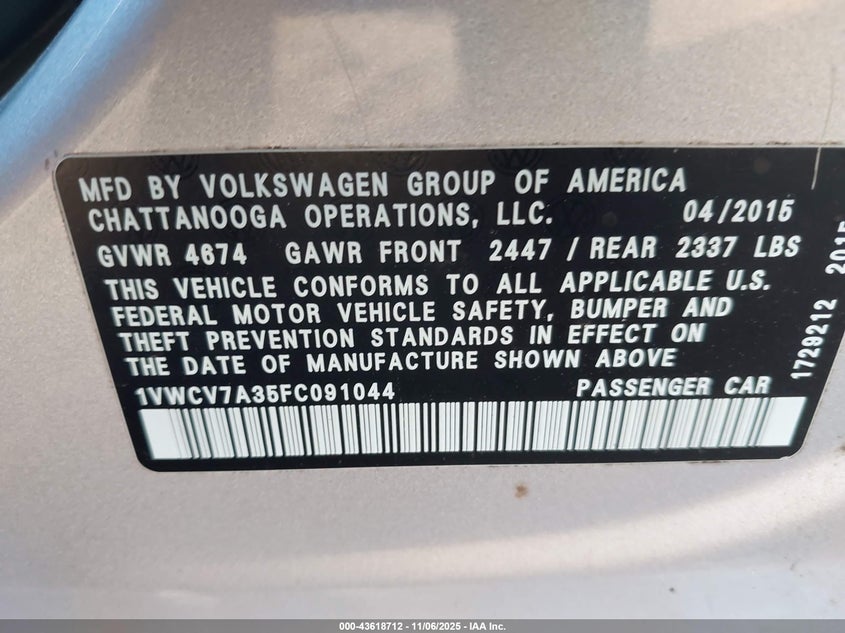 MFD BY VOLKSWAGEN GROUP OF AMERICA
CHATTANOOGA OPERATIONS, LLC. 04/2015
GVWR 4674 GAWR FRONT 2447 / REAR 2337 LBS
THIS VEHICLE CONFORMS TO ALL APPLICABLE U.S.
FEDERAL MOTOR VEHICLE SAFETY, BUMPER AND
THEFT PREVENTION STANDARDS IN EFFECT ON
THE DATE OF MANUFACTURE SHOWN ABOVE
1VWCV7A35FC091044 PASSENGER CAR
1729212 2015
000-43618712 - 11/06/2025 - IAA Inc.